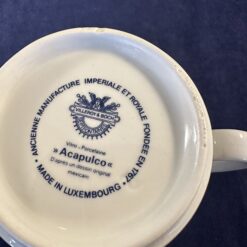 ANCIENNE MANUFACTURE IMPERIALE ET ROYALE FONDEE EN 1767
VILLEROY & BOCH
Vitro - Porcelaine
» Acapulco «
D'après un dessin original
mexicain
• MADE IN LUXEMBOURG •